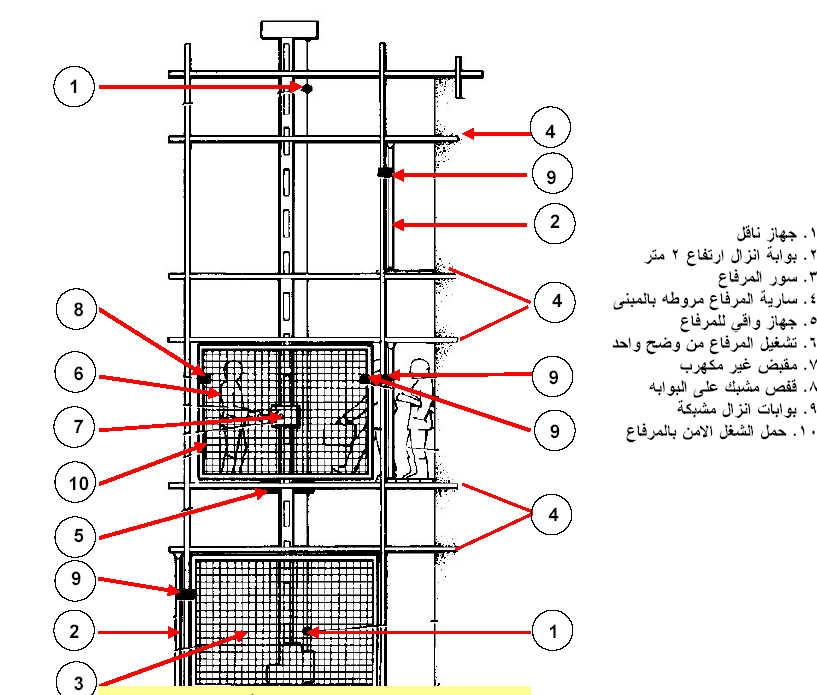 1
4
9
2
4
8
6
9
7
9
10
4
5
9
2
1
3
١. جهاز ناقل
٢. بوابة انزال ارتفاع ٢ متر
٣. سور المرفاع
٤. سارية المرفاع مروطه بالمبنى
٥. جهاز واقي للمرفاع
٦. تشغيل المرفاع من وضح واحد
٧. مقبض غير مكهرب
٨. قفص مشبك على البوابه
٩. بوابات انزال مشبكة
١٠. حمل الشغل الامن بالمرفاع